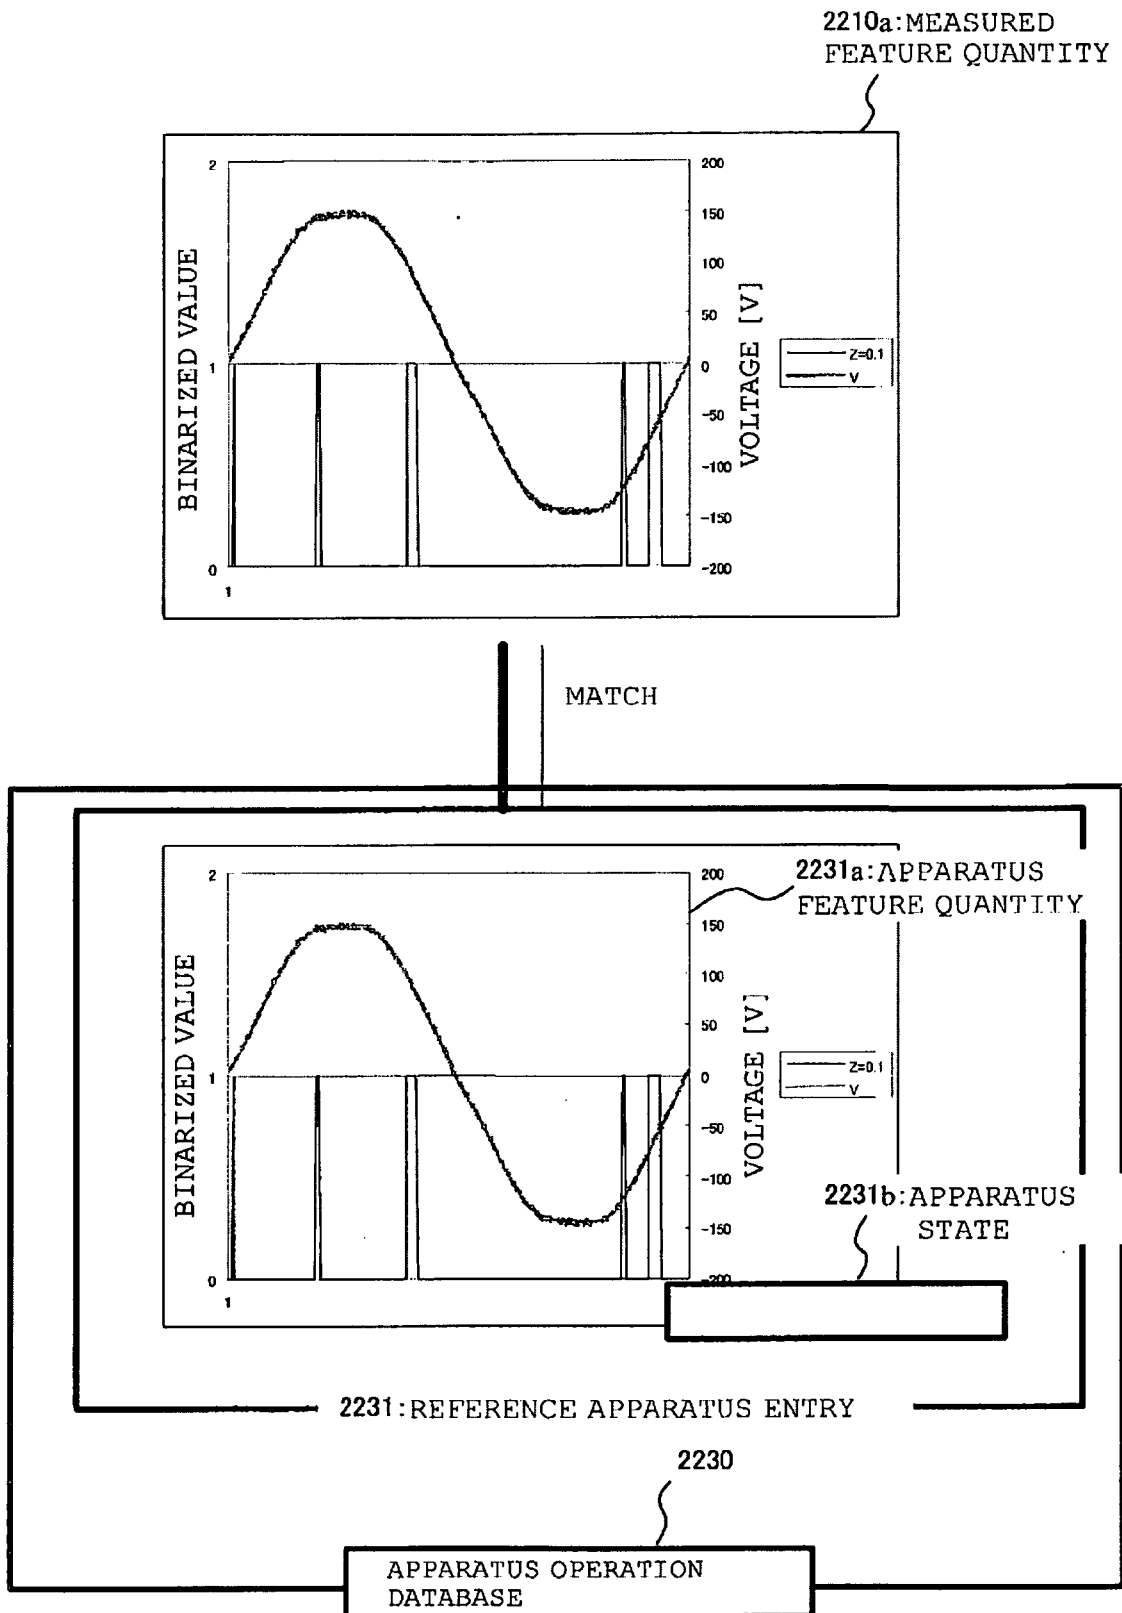 2210a:MEASURED
FEATURE QUANTITY
2
200
150
100
50
1
0
-50
-100
-150
0
-200
1
BINARIZED VALUE
VOLTAGE [V]
Z=0.1
V
MATCH
2231a:APPARATUS
FEATURE QUANTITY
2
200
150
100
50
1
0
-50
-100
-150
0
-200
1
BINARIZED VALUE
VOLTAGE [V]
Z=0.1
V
2231b:APPARATUS
STATE
2231:REFERENCE APPARATUS ENTRY
2230
APPARATUS OPERATION
DATABASE